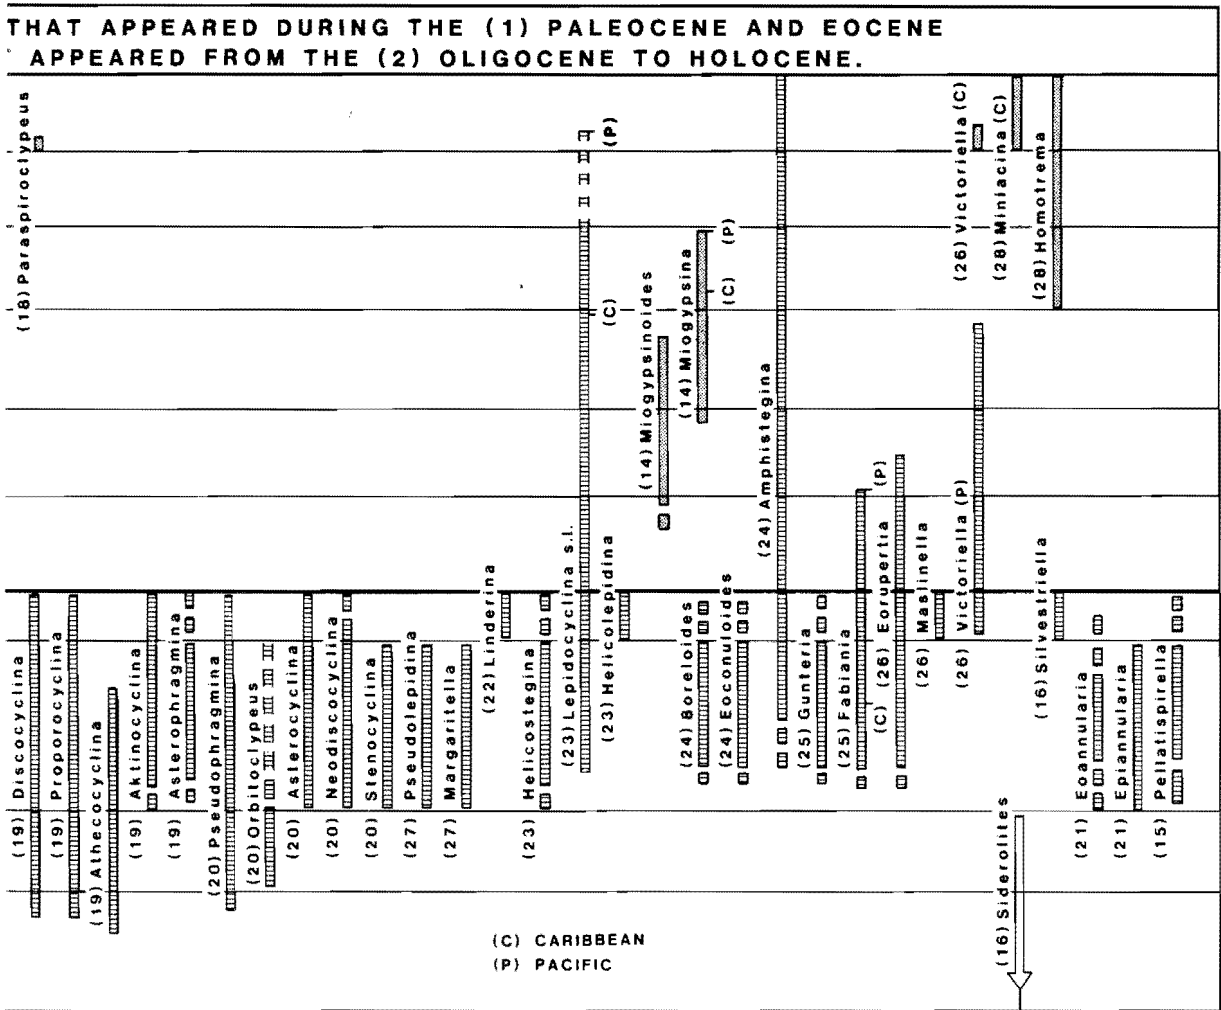 THAT APPEARED DURING THE (1) PALEOCENE AND EOCENE
APPEARED FROM THE (2) OLIGOCENE TO HOLOCENE.
(18) Paraspiroclypeus
(P)
(C)
(14) Miogypsinoides
(14) Miogypsina
(P)
(C)
(24) Amphistegina
(26) Victoriella (C)
(28) Miniacina (C)
(28) Homotrema
(19) Discocyclina
(19) Proporocyclina
(19) Athecocyclina
(19) Aktinocyclina
(19) Asterophragmina
(20) Pseudophragmina
(20) Orbitoclypeus
(20) Asterocyclina
(20) Neodiscocyclina
(20) Stenocyclina
(27) Pseudolepidina
(27) Margaritella
(22) Linderina
(23) Helicostegina
(23) Lepidocyclina s.l.
(23) Helicolepidina
(24) Boreloides
(24) Eoconuloides
(25) Gunteria
(25) Fabiania
(P)
(C)
(26) Eorupertia
(26) Maslinella
(26) Victoriella (P)
(16) Siderolites
(16) Silvestriella
(21) Eoannularia
(21) Epiannularia
(15) Pellatispirella
(C) CARIBBEAN
(P) PACIFIC